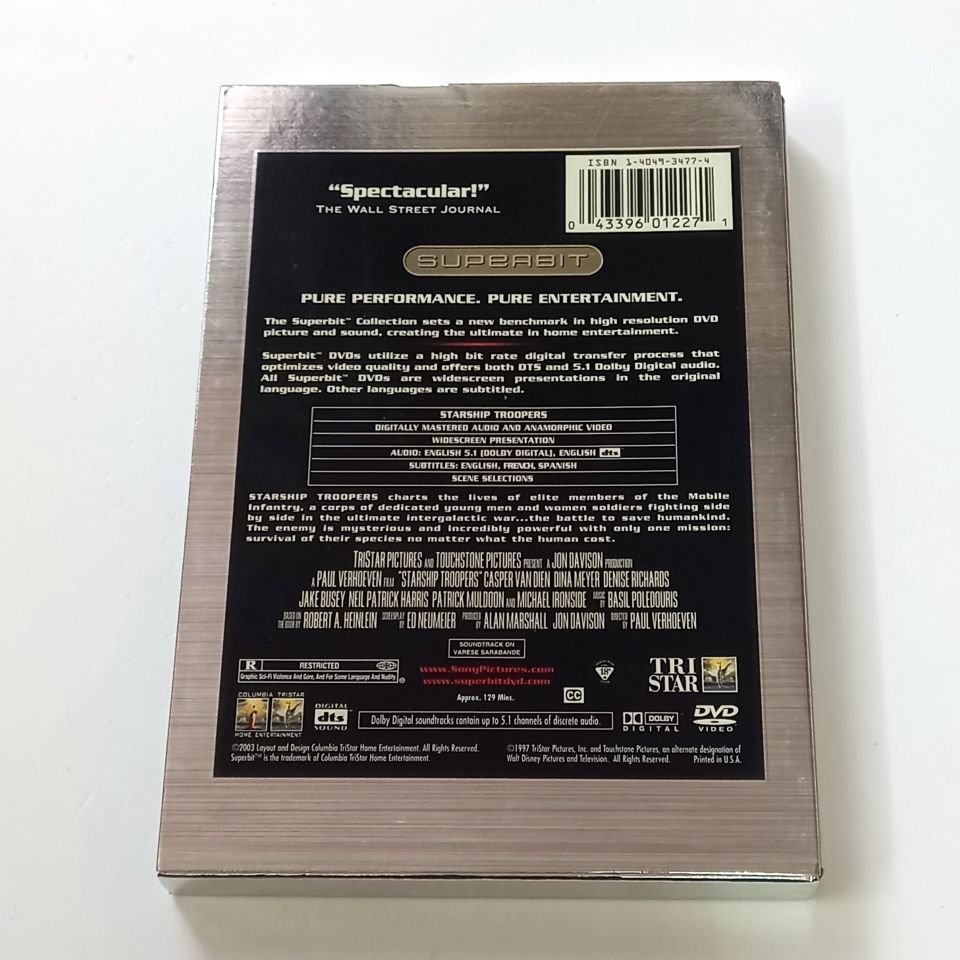 ISBN 1-4049-3477-4
0 43396 01227 1
“Spectacular!”
THE WALL STREET JOURNAL
SUPERBIT
PURE PERFORMANCE. PURE ENTERTAINMENT.
The Superbit™ Collection sets a new benchmark in high resolution DVD
picture and sound, creating the ultimate in home entertainment.
Superbit™ DVDs utilize a high bit rate digital transfer process that
optimizes video quality and offers both DTS and 5.1 Dolby Digital audio.
All Superbit™ DVDs are widescreen presentations in the original
language. Other languages are subtitled.
STARSHIP TROOPERS
DIGITALLY MASTERED AUDIO AND ANAMORPHIC VIDEO
WIDESCREEN PRESENTATION
AUDIO: ENGLISH 5.1 (DOLBY DIGITAL), ENGLISH dts
SUBTITLES: ENGLISH, FRENCH, SPANISH
SCENE SELECTIONS
STARSHIP TROOPERS charts the lives of elite members of the Mobile
Infantry, a corps of dedicated young men and women soldiers fighting side
by side in the ultimate intergalactic war...the battle to save humankind.
The enemy is mysterious and incredibly powerful with only one mission:
survival of their species no matter what the human cost.
TRISTAR PICTURES AND TOUCHSTONE PICTURES PRESENT A JON DAVISON PRODUCTION
A PAUL VERHOEVEN FILM "STARSHIP TROOPERS" CASPER VAN DIEN DINA MEYER DENISE RICHARDS
JAKE BUSEY NEIL PATRICK HARRIS PATRICK MULDOON AND MICHAEL IRONSIDE MUSIC BY BASIL POLEDOURIS
BASED ON THE BOOK BY ROBERT A. HEINLEIN SCREENPLAY BY ED NEUMEIER PRODUCED BY ALAN MARSHALL JON DAVISON DIRECTED BY PAUL VERHOEVEN
SOUNDTRACK ON
VARESE SARABANDE
R RESTRICTED
Graphic Sci-Fi Violence And Gore, And For Some Language And Nudity
www.SonyPictures.com
www.superbitdvd.com
Approx. 129 Mins.
CC
TRI
STAR
COLUMBIA TRISTAR
HOME ENTERTAINMENT
DIGITAL
dts
SOUND
Dolby Digital soundtracks contain up to 5.1 channels of discrete audio.
DOLBY
DIGITAL
DVD
VIDEO
©2003 Layout and Design Columbia TriStar Home Entertainment. All Rights Reserved.
Superbit™ is the trademark of Columbia TriStar Home Entertainment.
©1997 TriStar Pictures, Inc. and Touchstone Pictures, an alternate designation of
Walt Disney Pictures and Television. All Rights Reserved.
Printed in U.S.A.